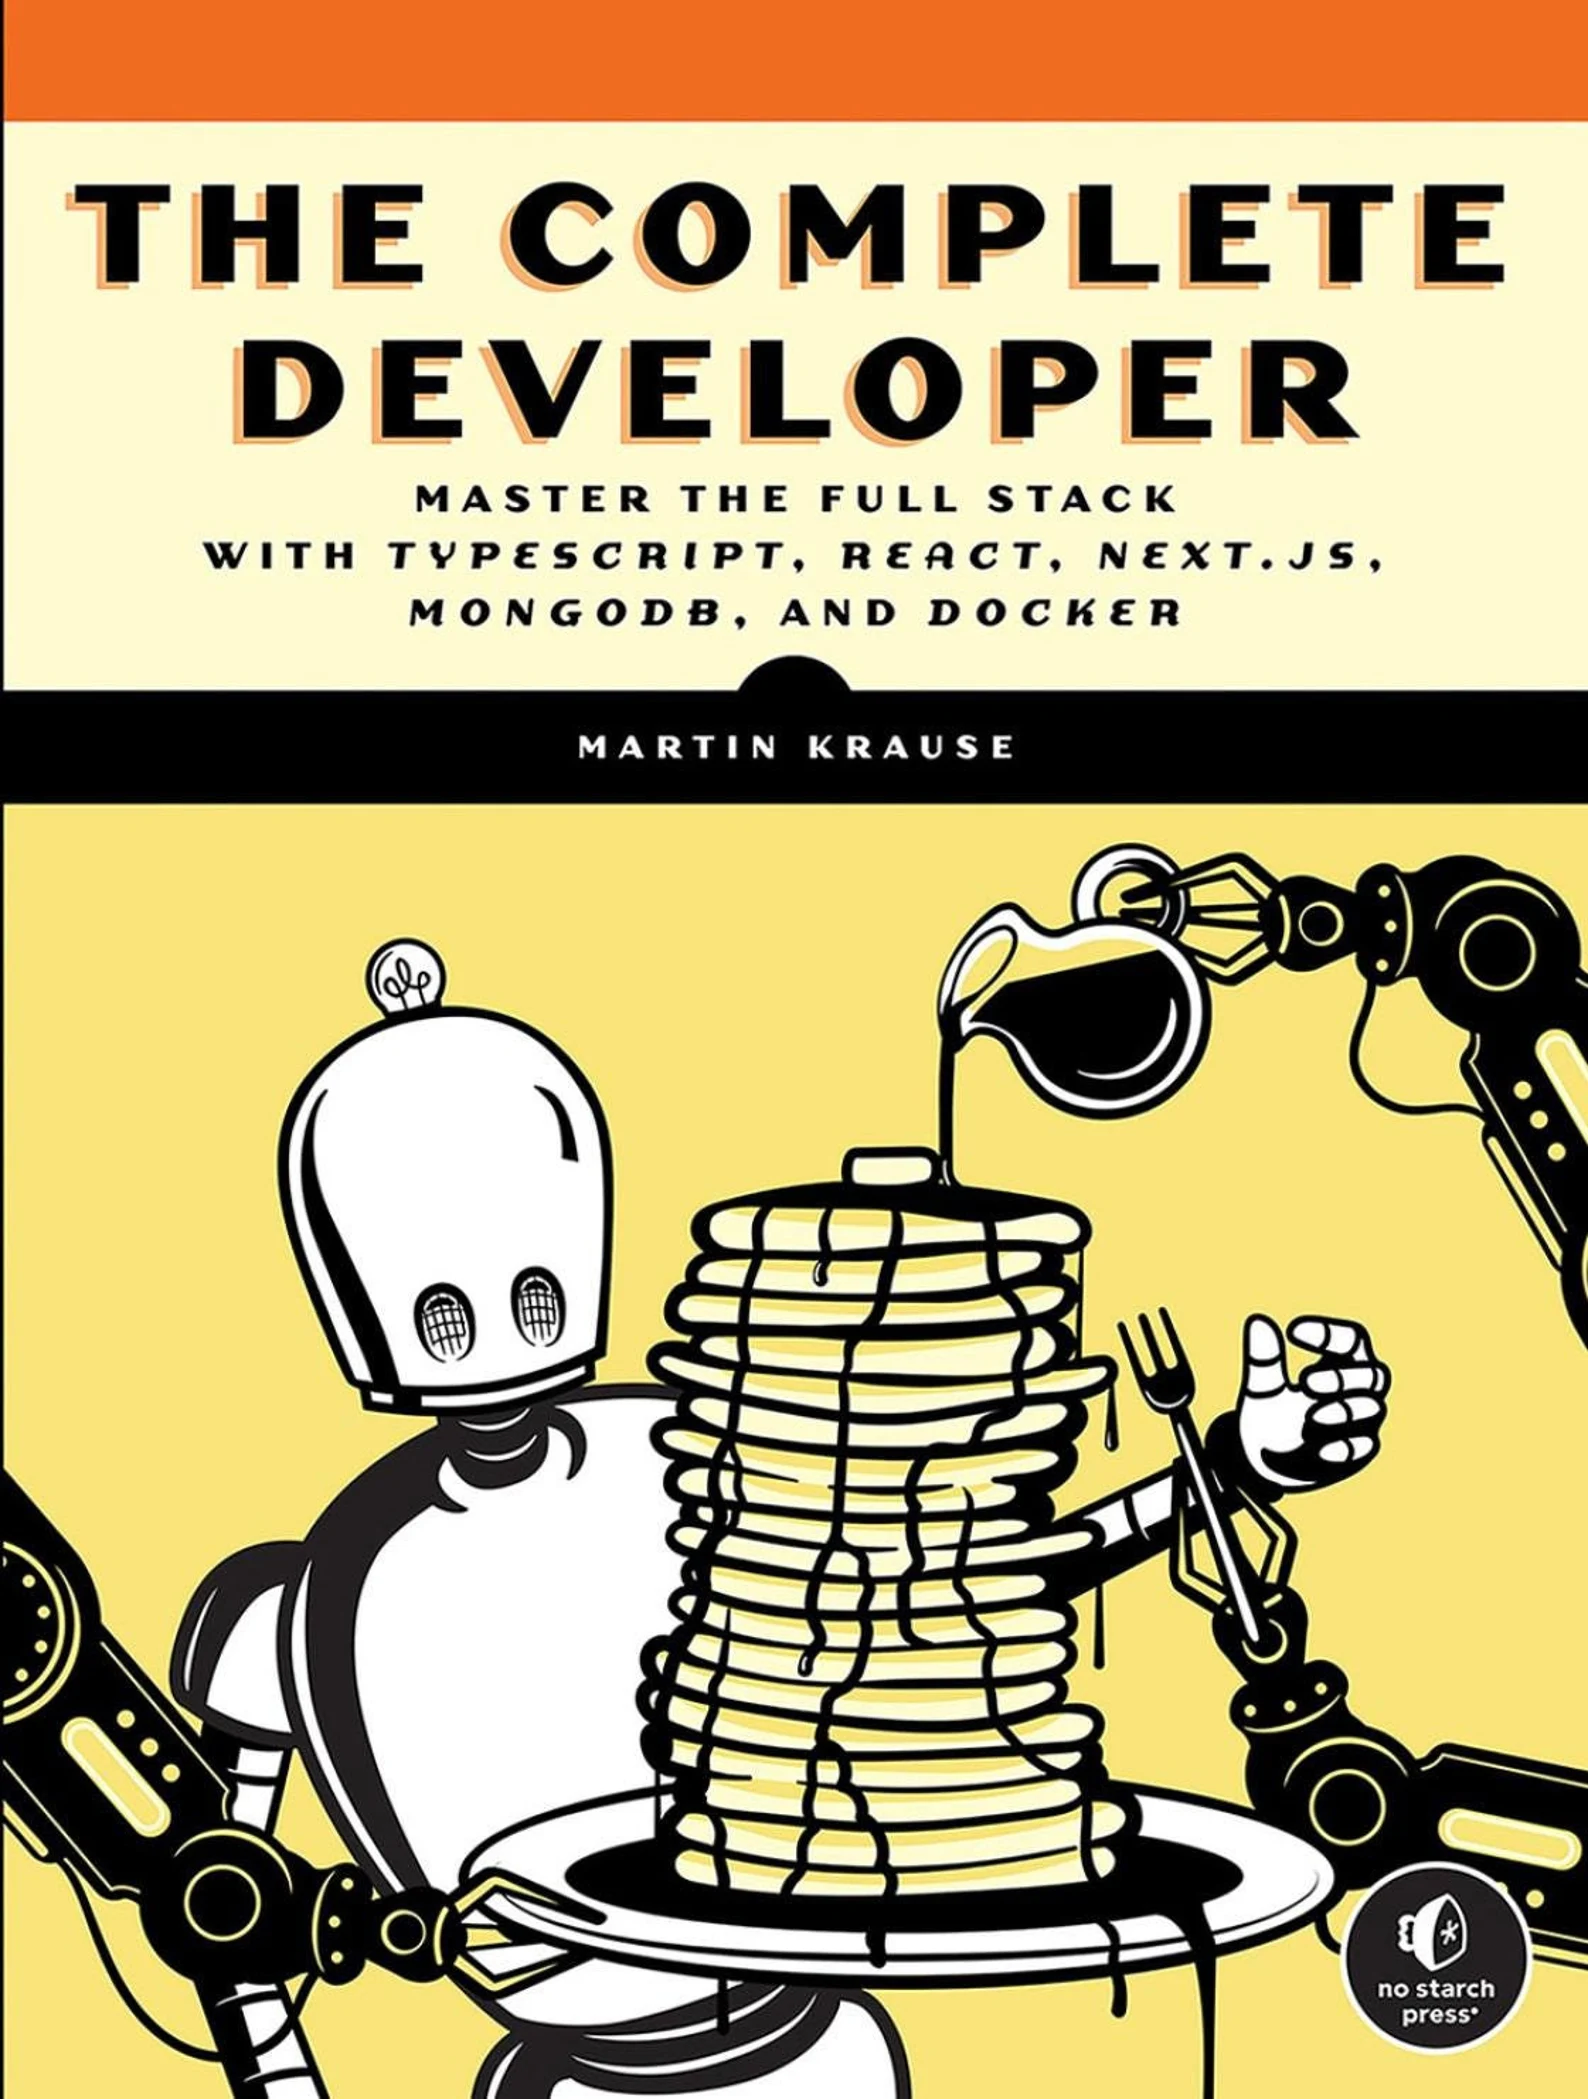 THE COMPLETE
DEVELOPER
MASTER THE FULL STACK
WITH TYPESCRIPT, REACT, NEXT.JS,
MONGODB, AND DOCKER
MARTIN KRAUSE
no starch
press®